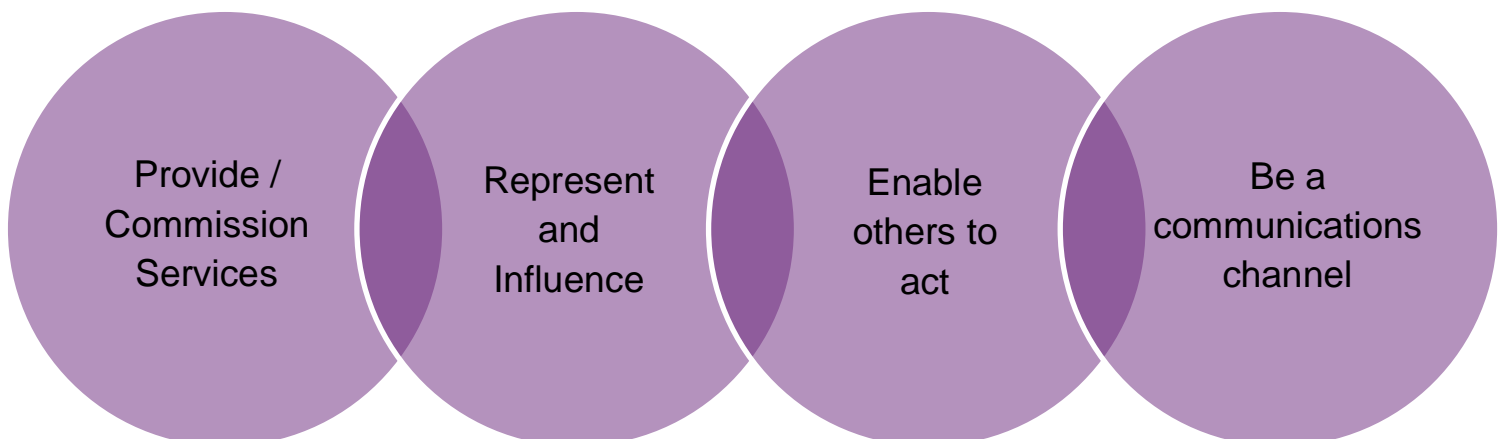 Provide /
Commission
Services
Represent
and
Influence
Enable
others to
act
Be a
communications
channel